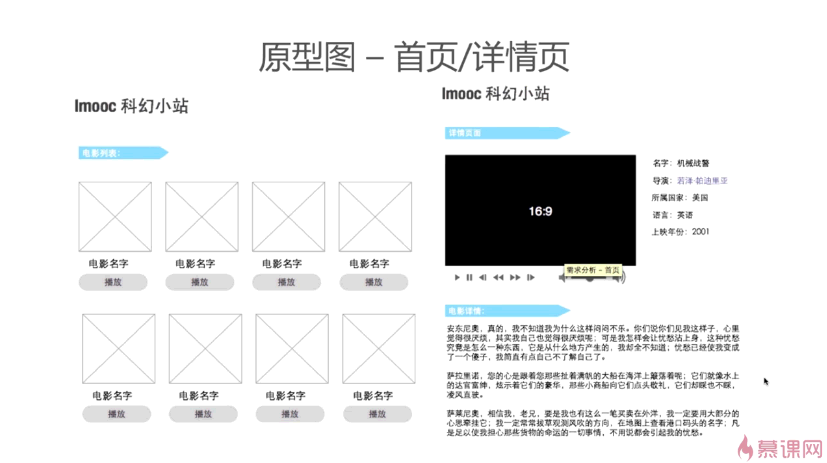 原型图 – 首页/详情页
Imooc 科幻小站
电影列表:
电影名字 电影名字 电影名字 电影名字
播放 播放 播放 播放
电影名字 电影名字 电影名字 电影名字
播放 播放 播放 播放
Imooc 科幻小站
详情页面
16:9
需求分析 – 首页
名字: 机械战警
导演: 若泽·帕迪里亚
所属国家: 美国
语言: 英语
上映年份: 2001
电影详情:
安东尼奥, 真的, 我不知道我为什么这样闷闷不乐。你们说你们见我这样子, 心里
觉得很厌烦, 其实我自己也觉得很厌烦呢; 可是我怎样会让忧愁沾上身, 这种忧愁
究竟是怎么一种东西, 它是从什么地方产生的, 我却全不知道; 忧愁已经使我变成
了一个傻子, 我简直有点自己不了解自己了。
萨拉里诺, 您的心是跟着您那些扯着满帆的大船在海洋上簸荡着呢; 它们就像水上
的达官富绅, 炫示着它们的豪华, 那些小商船向它们点头敬礼, 它们却睬也不睬,
凌风直驶。
萨莱尼奥, 相信我, 老兄, 要是我也有这么一笔买卖在外洋, 我一定要用大部分的
心思牵挂它; 我一定常常拔草观测风吹的方向, 在地图上查看港口码头的名字; 凡
是足以使我担心那些货物的命运的一切事情, 不用说都会引起我的忧愁。
慕课网